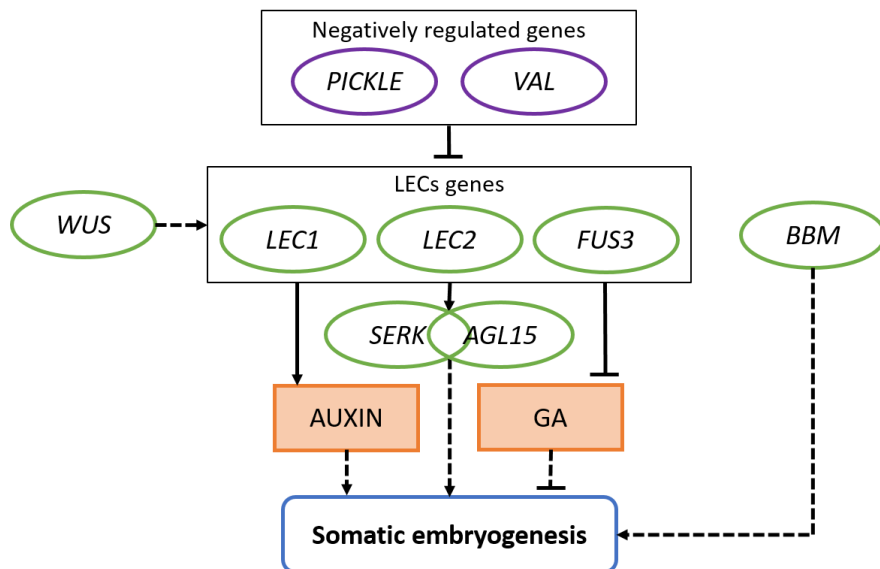 Negatively regulated genes
PICKLE
VAL
LECs genes
WUS
LEC1
LEC2
FUS3
BBM
SERK
AGL15
AUXIN
GA
Somatic embryogenesis